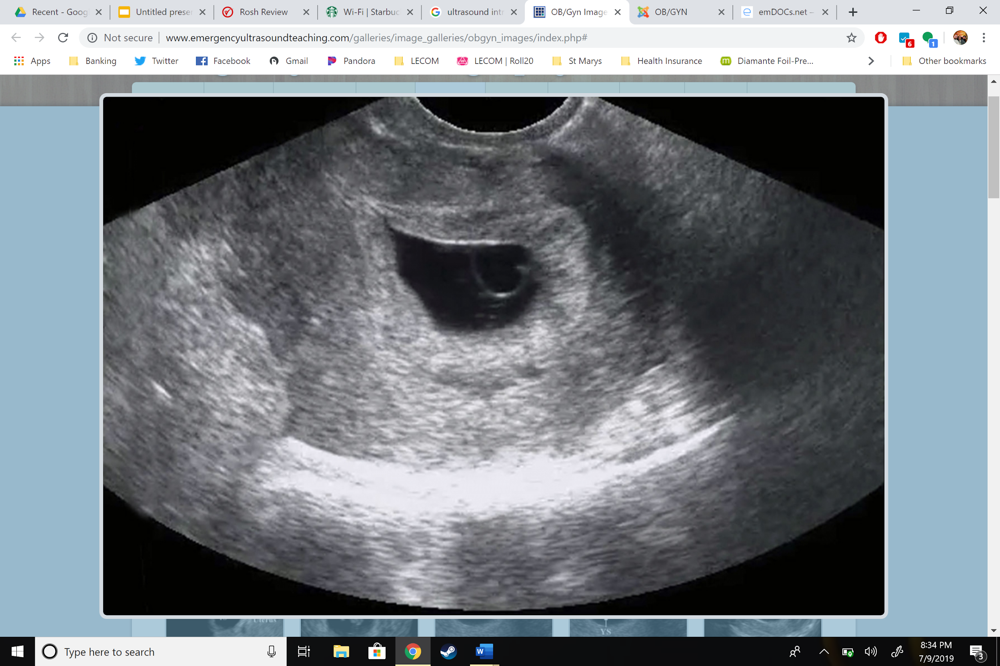 Recent - Goog
Untitled preser
Rosh Review
Wi-Fi | Starbuc
ultrasound intr
OB/Gyn Image
OB/GYN
emDOCs.net –
Not secure
www.emergencyultrasoundteaching.com/galleries/image_galleries/obgyn_images/index.php#
6
1
Apps
Banking
Twitter
Facebook
Gmail
Pandora
LECOM
LECOM | Roll20
St Marys
Health Insurance
Diamante Foil-Pre...
Other bookmarks
YS
Uterus
YS
Type here to search
8:34 PM
7/9/2019
3